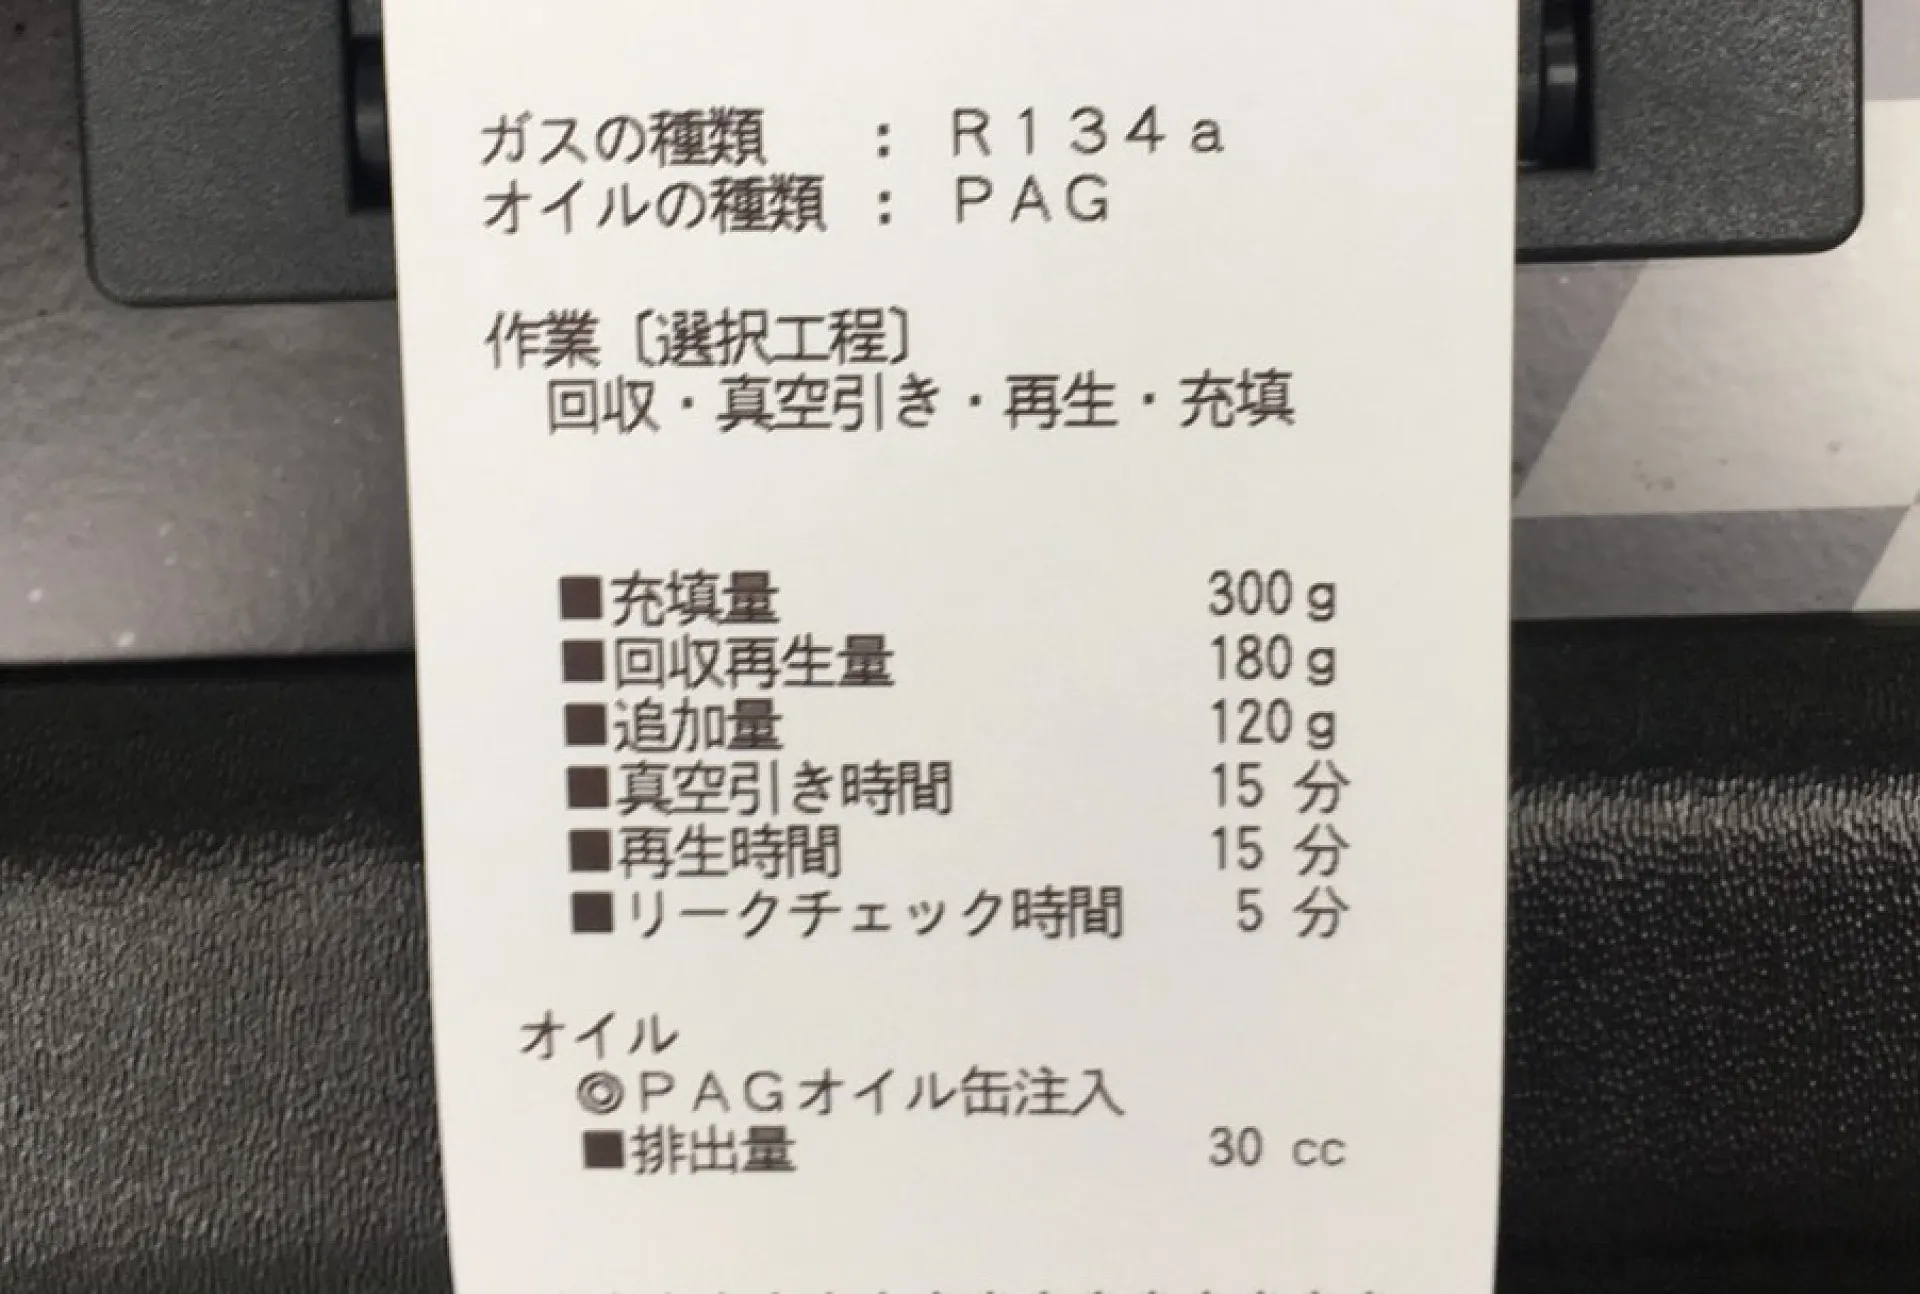 ガスの種類 : R134a
オイルの種類 : PAG
作業〔選択工程〕
回収・真空引き・再生・充填
■充填量 300g
■回収再生量 180g
■追加量 120g
■真空引き時間 15 分
■再生時間 15 分
■リークチェック時間 5 分
オイル
◎PAGオイル缶注入
■排出量 30 cc